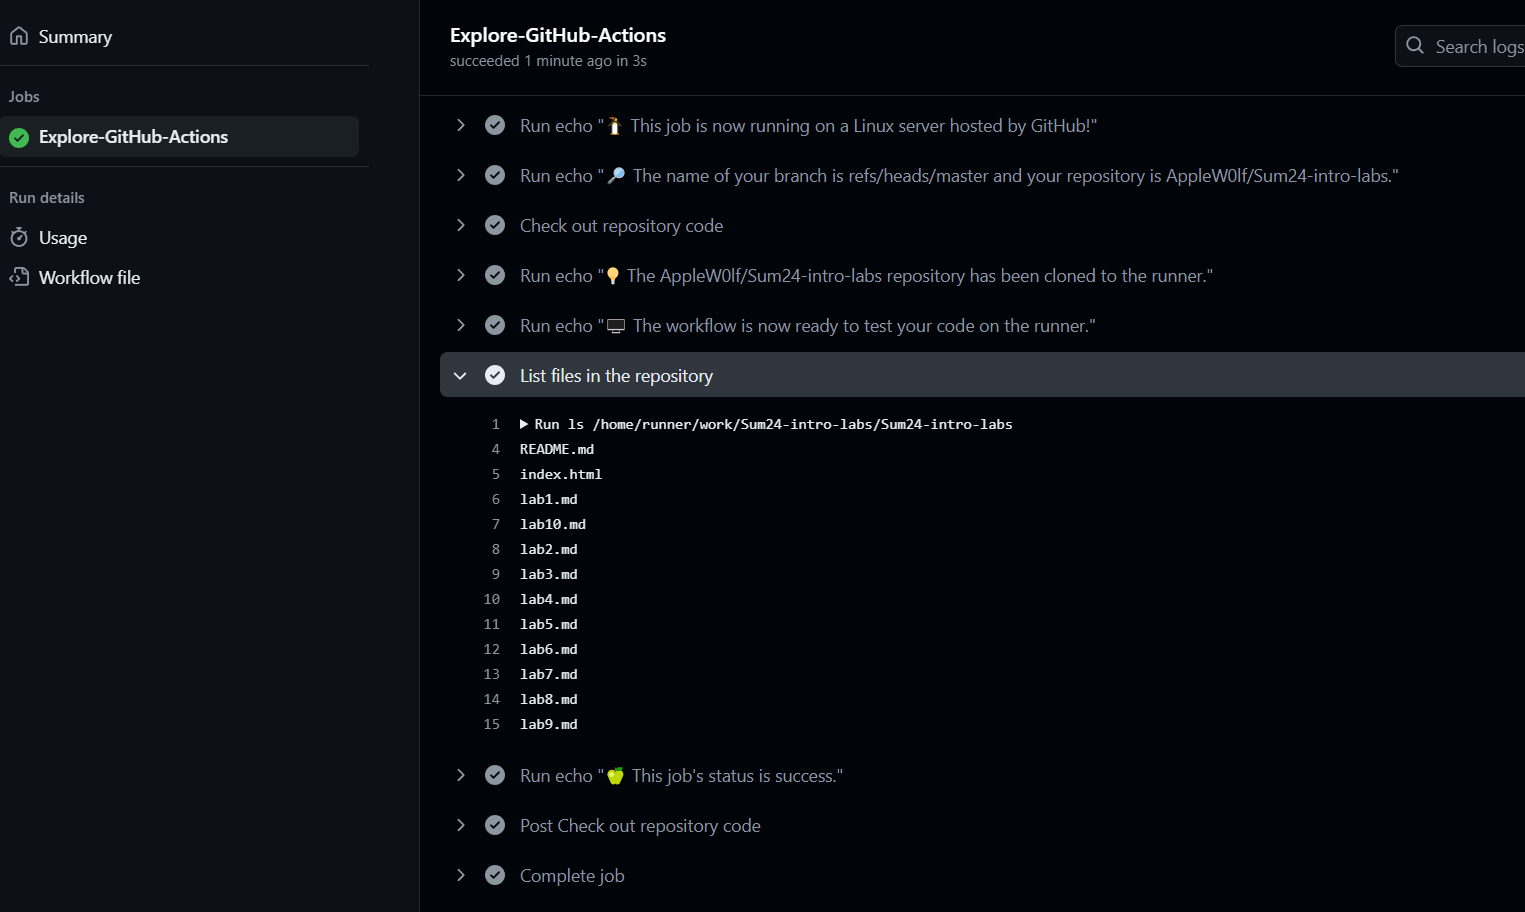 Summary
Jobs
Explore-GitHub-Actions
Run details
Usage
Workflow file
Explore-GitHub-Actions
succeeded 1 minute ago in 3s
Search logs
Run echo "🐧 This job is now running on a Linux server hosted by GitHub!"
Run echo "🔎 The name of your branch is refs/heads/master and your repository is AppleW0lf/Sum24-intro-labs."
Check out repository code
Run echo "💡 The AppleW0lf/Sum24-intro-labs repository has been cloned to the runner."
Run echo "🖥️ The workflow is now ready to test your code on the runner."
List files in the repository
1 ▶ Run ls /home/runner/work/Sum24-intro-labs/Sum24-intro-labs
4 README.md
5 index.html
6 lab1.md
7 lab10.md
8 lab2.md
9 lab3.md
10 lab4.md
11 lab5.md
12 lab6.md
13 lab7.md
14 lab8.md
15 lab9.md
Run echo "🍏 This job's status is success."
Post Check out repository code
Complete job